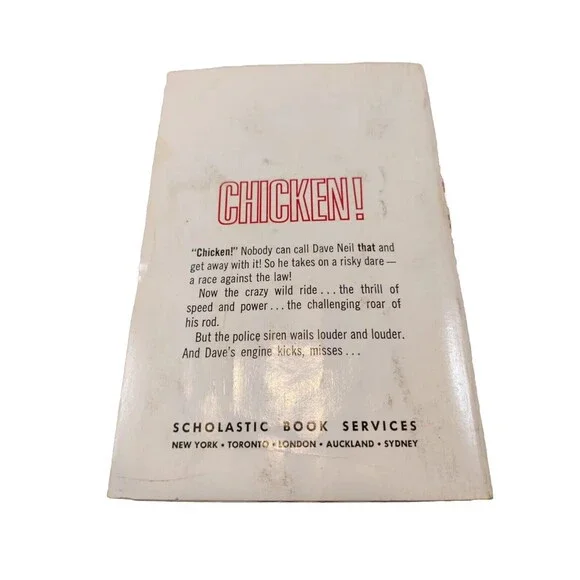 CHICKEN!
"Chicken!" Nobody can call Dave Neil that and
get away with it! So he takes on a risky dare —
a race against the law!
Now the crazy wild ride . . . the thrill of
speed and power . . . the challenging roar of
his rod.
But the police siren wails louder and louder.
And Dave's engine kicks, misses . . .
SCHOLASTIC BOOK SERVICES
NEW YORK • TORONTO • LONDON • AUCKLAND • SYDNEY